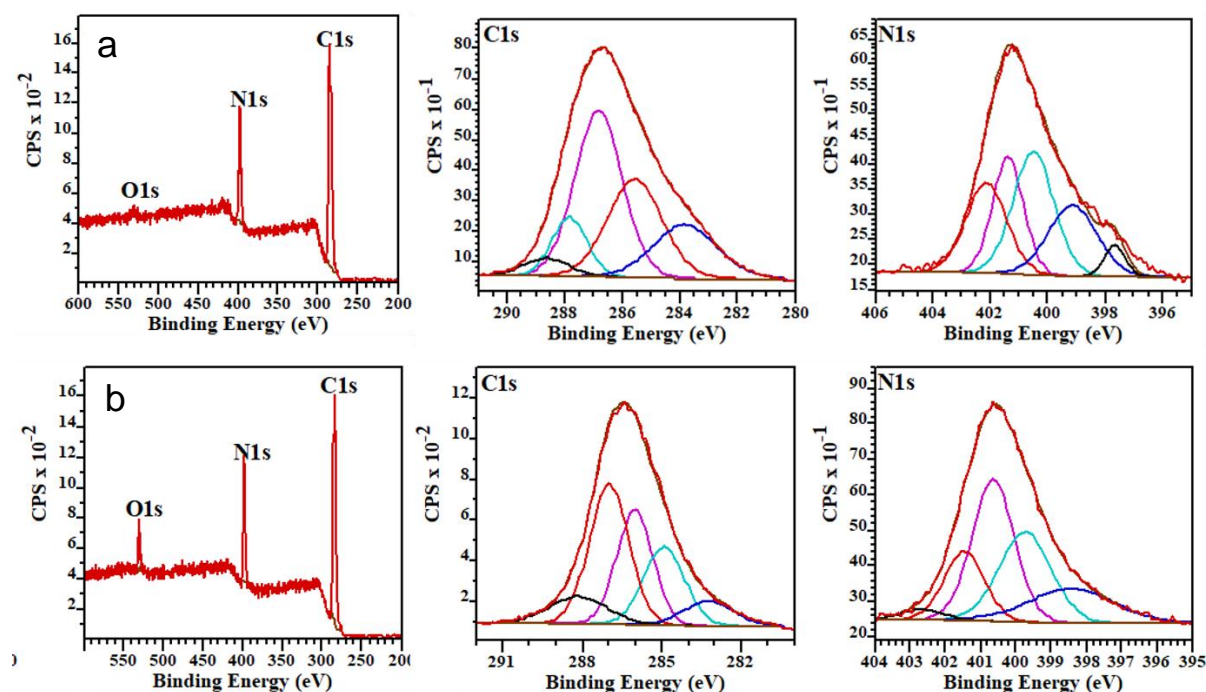 a
C1s
N1s
O1s
CPS x 10-2
16
14
12
10
8
6
4
2
600 550 500 450 400 350 300 250 200
Binding Energy (eV)
C1s
CPS x 10-1
80
70
60
50
40
30
20
10
290 288 286 284 282 280
Binding Energy (eV)
N1s
CPS x 10-1
65
60
55
50
45
40
35
30
25
20
15
406 404 402 400 398 396
Binding Energy (eV)
b
C1s
N1s
O1s
CPS x 10-2
16
14
12
10
8
6
4
2
550 500 450 400 350 300 250 200
Binding Energy (eV)
C1s
CPS x 10-2
12
10
8
6
4
2
291 288 285 282
Binding Energy (eV)
N1s
CPS x 10-1
90
80
70
60
50
40
30
20
404 403 402 401 400 399 398 397 396 395
Binding Energy (eV)